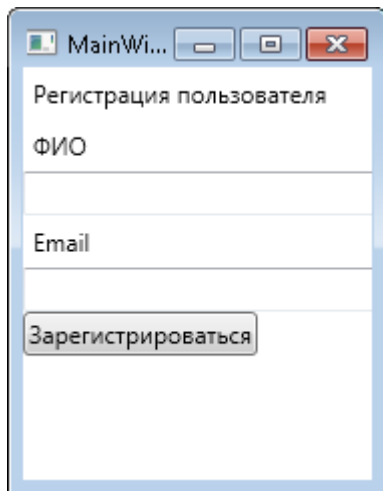 MainWi...
Регистрация пользователя
ФИО
Email
Зарегистрироваться